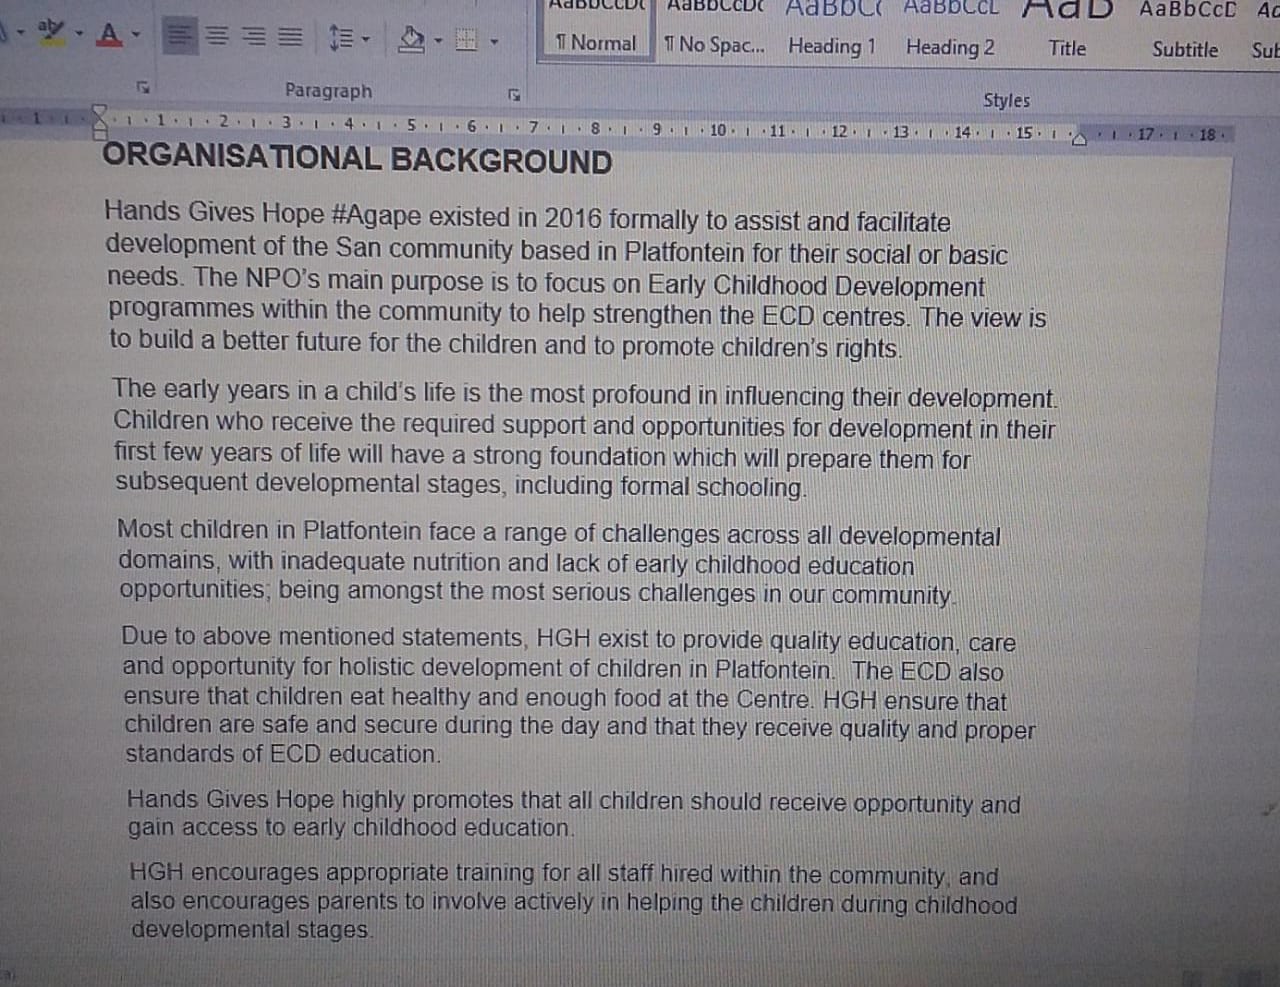 AaBbCcDc AaBbCcDc AaBbC AaBbCcL AaB AaBbCcD
¶ Normal ¶ No Spac... Heading 1 Heading 2 Title Subtitle Sub
Paragraph Styles
1 1 2 3 4 5 6 7 8 9 10 11 12 13 14 15 17 18
ORGANISATIONAL BACKGROUND
Hands Gives Hope #Agape existed in 2016 formally to assist and facilitate
development of the San community based in Platfontein for their social or basic
needs. The NPO's main purpose is to focus on Early Childhood Development
programmes within the community to help strengthen the ECD centres. The view is
to build a better future for the children and to promote children's rights.
The early years in a child's life is the most profound in influencing their development.
Children who receive the required support and opportunities for development in their
first few years of life will have a strong foundation which will prepare them for
subsequent developmental stages, including formal schooling.
Most children in Platfontein face a range of challenges across all developmental
domains, with inadequate nutrition and lack of early childhood education
opportunities; being amongst the most serious challenges in our community.
Due to above mentioned statements, HGH exist to provide quality education, care
and opportunity for holistic development of children in Platfontein. The ECD also
ensure that children eat healthy and enough food at the Centre. HGH ensure that
children are safe and secure during the day and that they receive quality and proper
standards of ECD education.
Hands Gives Hope highly promotes that all children should receive opportunity and
gain access to early childhood education.
HGH encourages appropriate training for all staff hired within the community, and
also encourages parents to involve actively in helping the children during childhood
developmental stages.